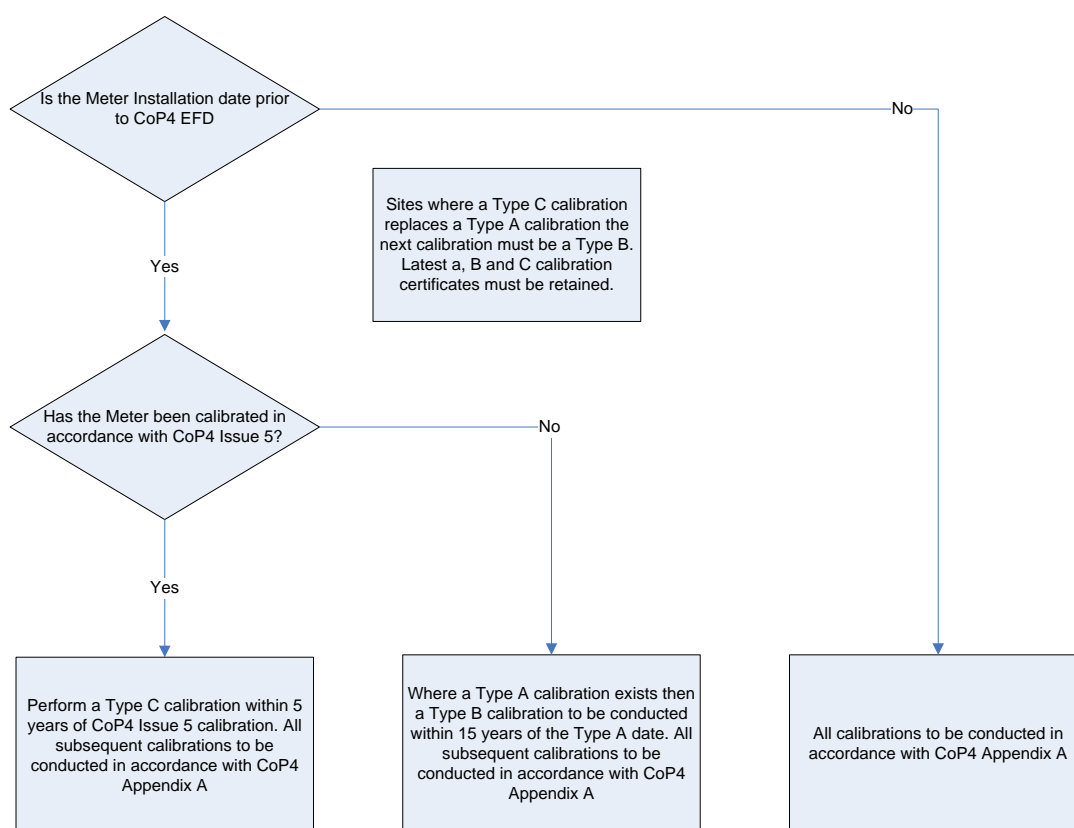 Is the Meter Installation date prior
to CoP4 EFD
No
Sites where a Type C calibration
replaces a Type A calibration the
next calibration must be a Type B.
Latest a, B and C calibration
certificates must be retained.
Yes
Has the Meter been calibrated in
accordance with CoP4 Issue 5?
No
Yes
Perform a Type C calibration within 5
years of CoP4 Issue 5 calibration. All
subsequent calibrations to be
conducted in accordance with CoP4
Appendix A
Where a Type A calibration exists then
a Type B calibration to be conducted
within 15 years of the Type A date. All
subsequent calibrations to be
conducted in accordance with CoP4
Appendix A
All calibrations to be conducted in
accordance with CoP4 Appendix A